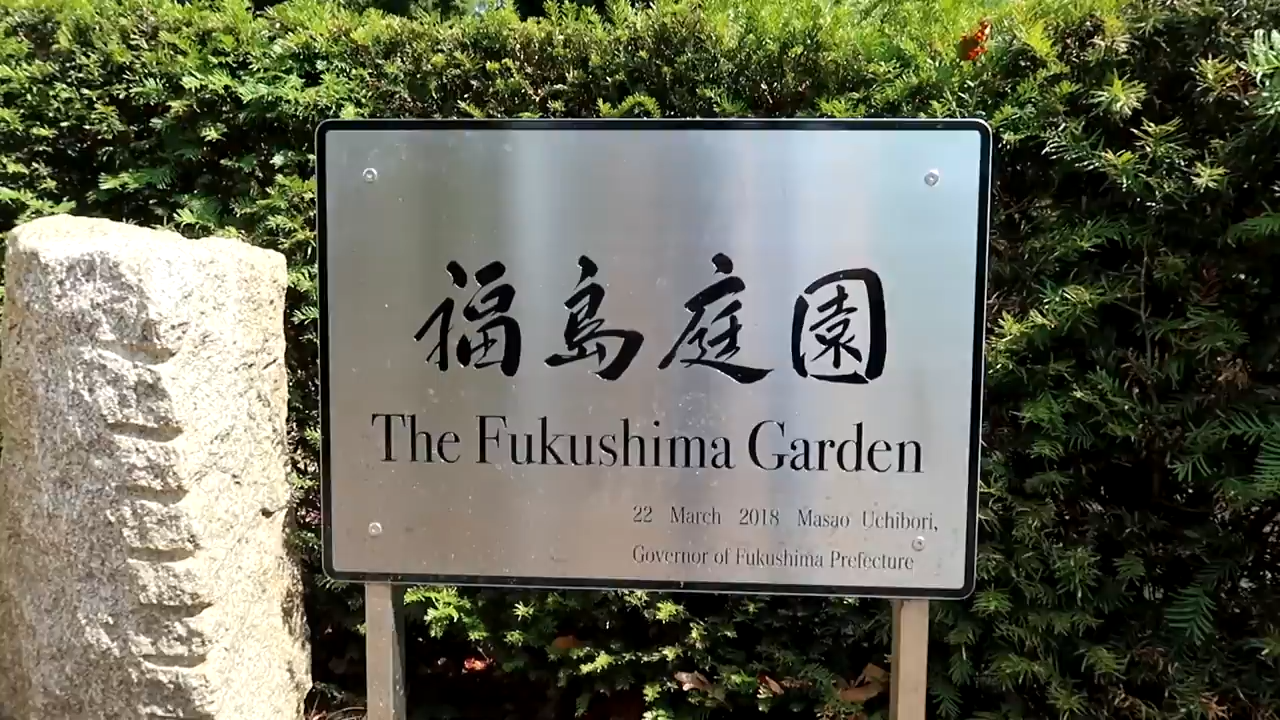 福島庭園
The Fukushima Garden
22 March 2018 Masao Uchibori,
Governor of Fukushima Prefecture